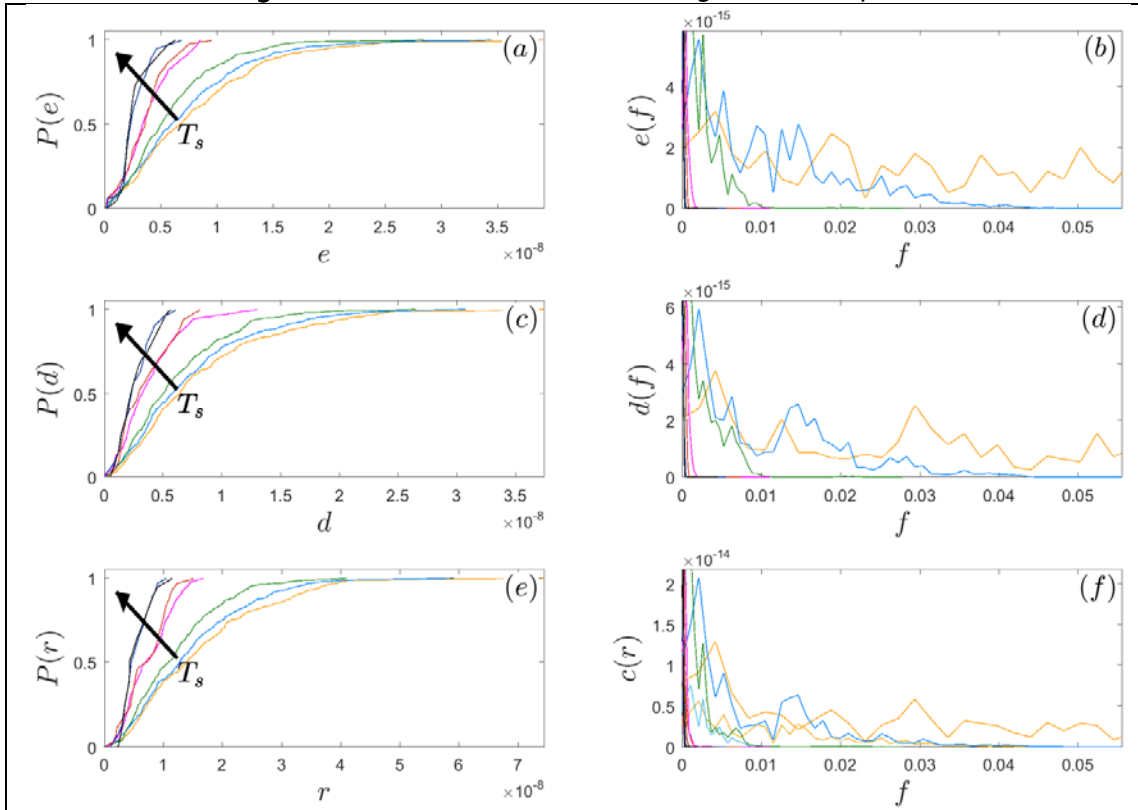 ×10⁻¹⁵
1
(a)
P(e)
0.5
Tₛ
0
0 0.5 1 1.5 2 2.5 3 3.5
×10⁻⁸
e
(b)
e(f)
4
2
0
0 0.01 0.02 0.03 0.04 0.05
f
1
(c)
P(d)
0.5
Tₛ
0
0 0.5 1 1.5 2 2.5 3 3.5
×10⁻⁸
d
×10⁻¹⁵
6
(d)
d(f)
4
2
0
0 0.01 0.02 0.03 0.04 0.05
f
1
(e)
P(r)
0.5
Tₛ
0
0 1 2 3 4 5 6 7
×10⁻⁸
r
×10⁻¹⁴
2
(f)
c(r)
1.5
1
0.5
0
0 0.01 0.02 0.03 0.04 0.05
f